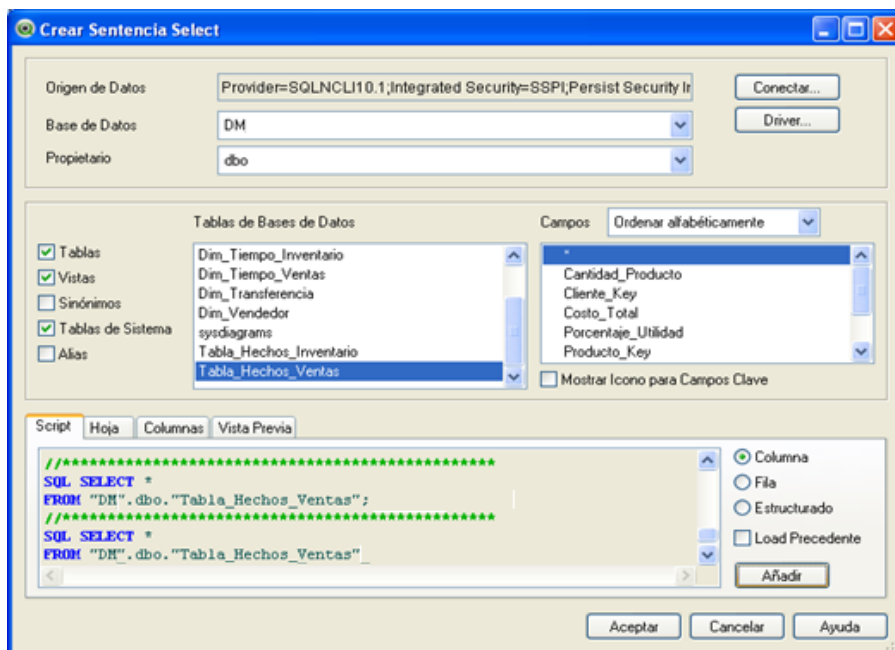 Crear Sentencia Select
Origen de Datos
Provider=SQLNCLI10.1;Integrated Security=SSPI;Persist Security Ir
Conectar...
Base de Datos
DM
Driver...
Propietario
dbo
Tablas de Bases de Datos
Campos
Ordenar alfabéticamente
Tablas
Vistas
Sinónimos
Tablas de Sistema
Alias
Dim_Tiempo_Inventario
Dim_Tiempo_Ventas
Dim_Transferencia
Dim_Vendedor
sysdiagrams
Tabla_Hechos_Inventario
Tabla_Hechos_Ventas
*
Cantidad_Producto
Cliente_Key
Costo_Total
Porcentaje_Utilidad
Producto_Key
Mostrar Icono para Campos Clave
Script
Hoja
Columnas
Vista Previa
//************************************************
SQL SELECT *
FROM "DM".dbo."Tabla_Hechos_Ventas";
//************************************************
SQL SELECT *
FROM "DM".dbo."Tabla_Hechos_Ventas"
Columna
Fila
Estructurado
Load Precedente
Añadir
Aceptar
Cancelar
Ayuda